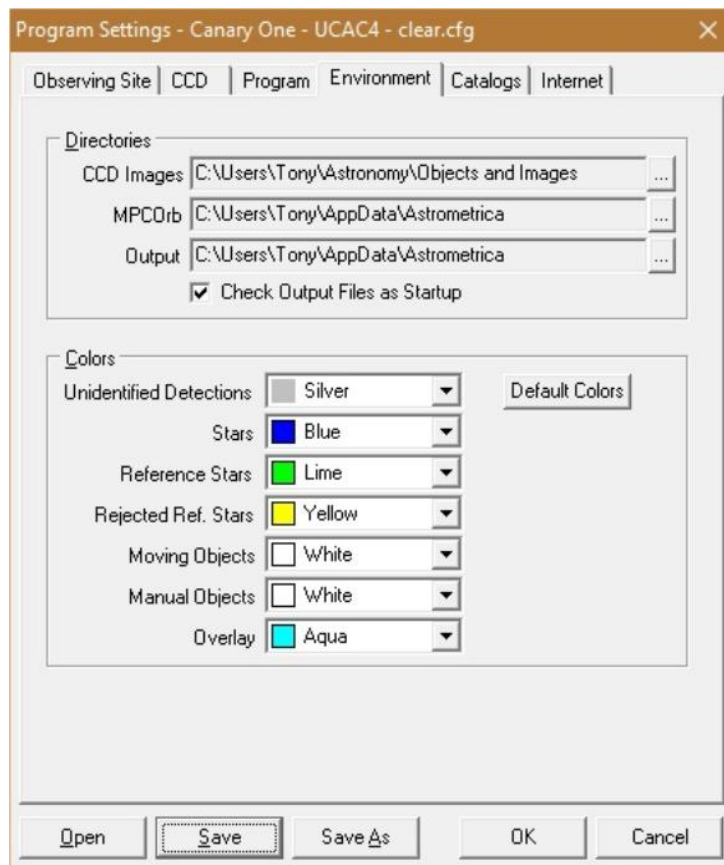 Program Settings - Canary One - UCAC4 - clear.cfg
Observing Site CCD Program Environment Catalogs Internet
Directories
CCD Images C:\Users\Tony\Astronomy\Objects and Images ...
MPCOrb C:\Users\Tony\AppData\Astrometrica ...
Output C:\Users\Tony\AppData\Astrometrica ...
Check Output Files as Startup
Colors
Unidentified Detections Silver Default Colors
Stars Blue
Reference Stars Lime
Rejected Ref. Stars Yellow
Moving Objects White
Manual Objects White
Overlay Aqua
Open Save Save As OK Cancel